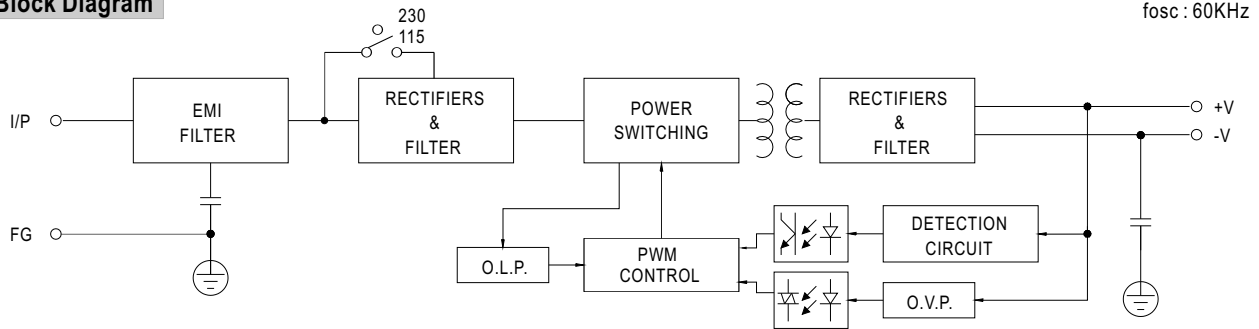 Block Diagram
fosc : 60KHz
230
115
I/P
EMI
FILTER
RECTIFIERS
&
FILTER
POWER
SWITCHING
RECTIFIERS
&
FILTER
+V
-V
FG
O.L.P.
PWM
CONTROL
DETECTION
CIRCUIT
O.V.P.